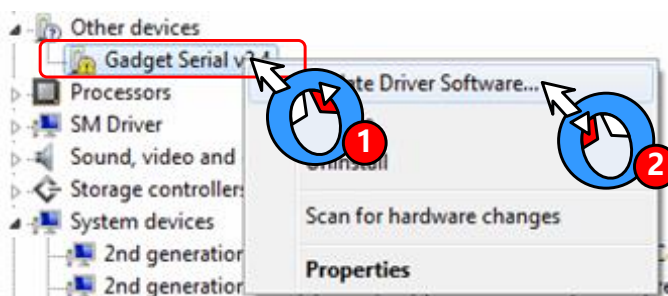 Other devices
Gadget Serial v2.4
Processors
SM Driver
Sound, video and
Storage controllers
System devices
2nd generation
2nd generation
Driver Software...
Uninstall
Scan for hardware changes
Properties
1
2